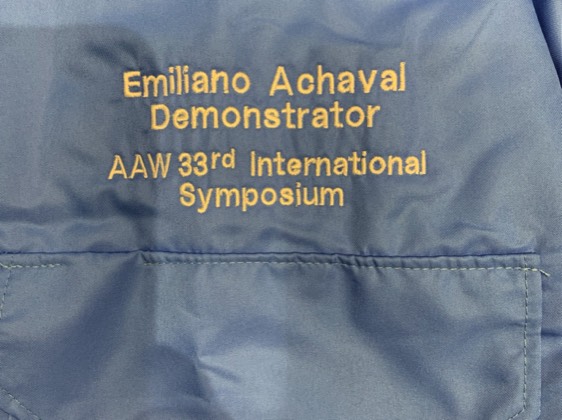 Emiliano Achaval
Demonstrator
AAW 33rd International
Symposium